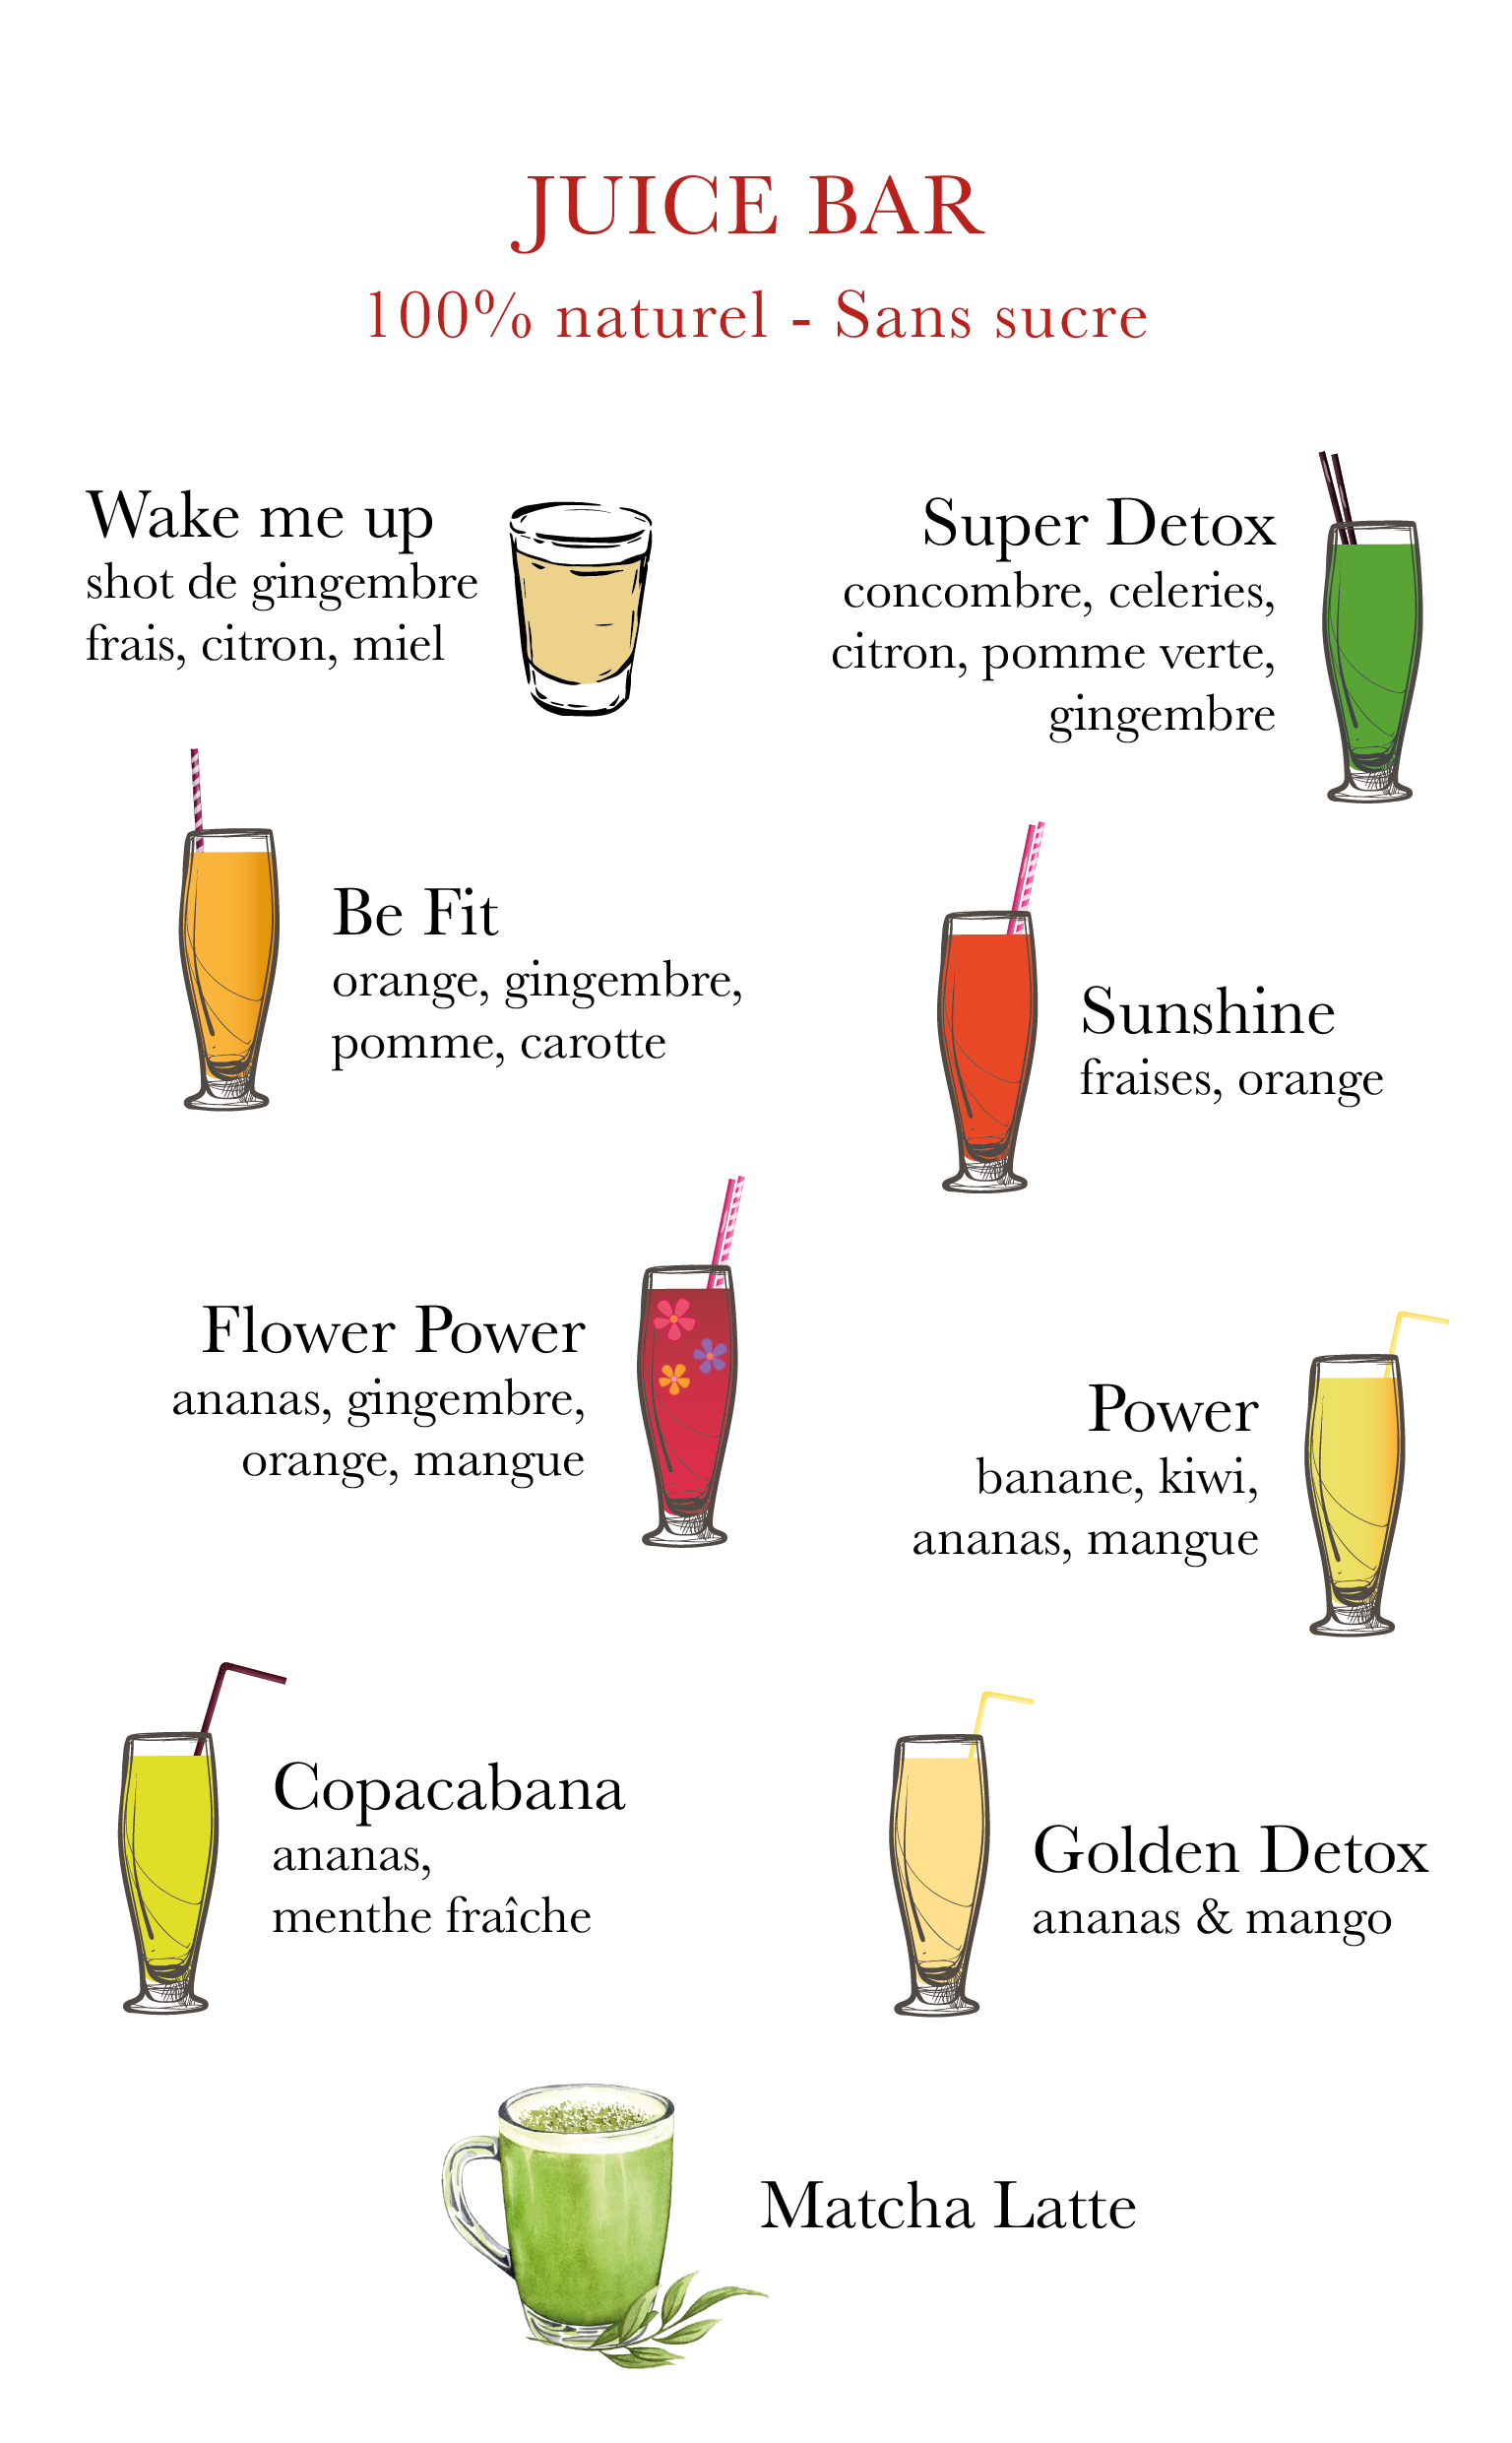 JUICE BAR
100% naturel - Sans sucre
Wake me up
shot de gingembre
frais, citron, miel
Super Detox
concombre, celeries,
citron, pomme verte,
gingembre
Be Fit
orange, gingembre,
pomme, carotte
Sunshine
fraises, orange
Flower Power
ananas, gingembre,
orange, mangue
Power
banane, kiwi,
ananas, mangue
Copacabana
ananas,
menthe fraîche
Golden Detox
ananas & mango
Matcha Latte